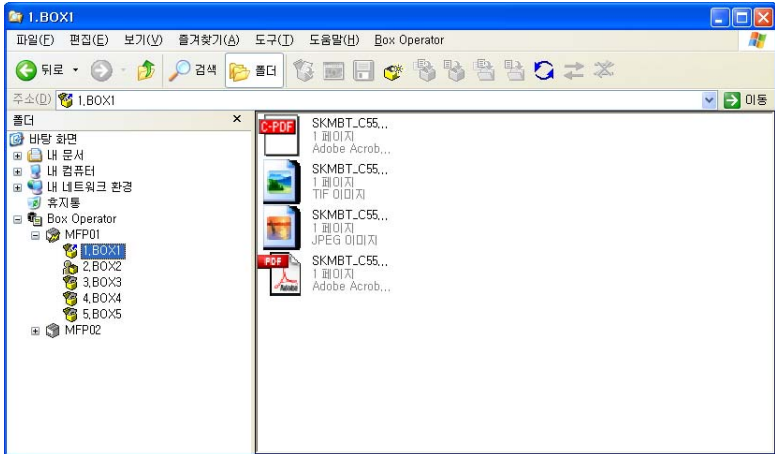 1.BOX1
파일(F) 편집(E) 보기(V) 즐겨찾기(A) 도구(T) 도움말(H) Box Operator
뒤로 검색 폴더
주소(D) 1.BOX1 이동
폴더
바탕 화면
내 문서
내 컴퓨터
내 네트워크 환경
휴지통
Box Operator
MFP01
1.BOX1
2.BOX2
3.BOX3
4.BOX4
5.BOX5
MFP02
C-PDF
SKMBT_C55...
1 페이지
Adobe Acrob...
SKMBT_C55...
1 페이지
TIF 이미지
SKMBT_C55...
1 페이지
JPEG 이미지
PDF
Adobe
SKMBT_C55...
1 페이지
Adobe Acrob...